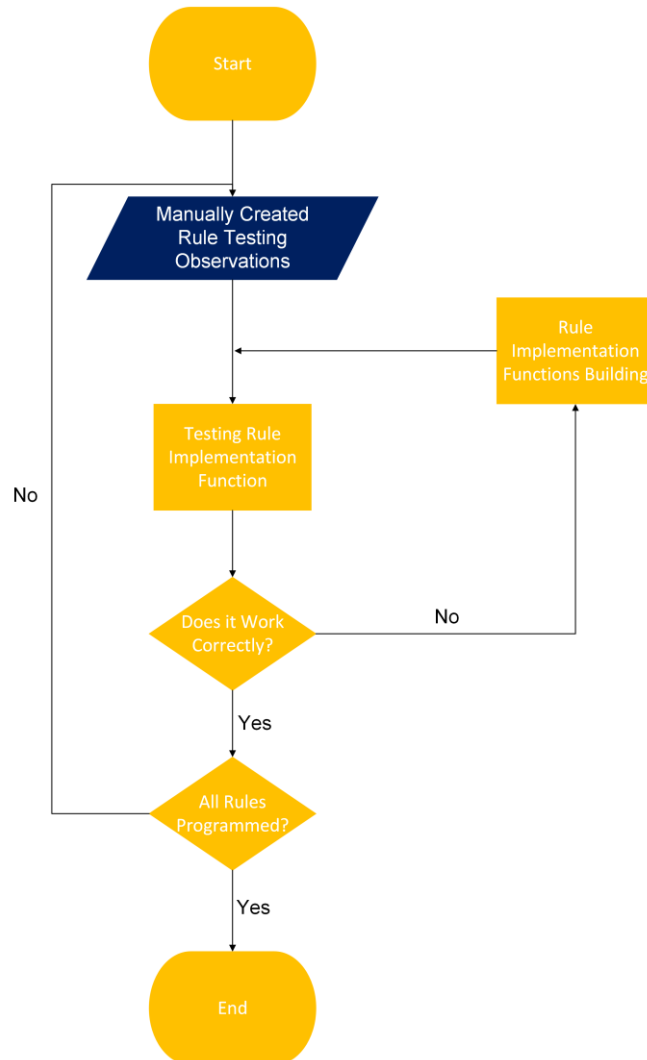 Start
Manually Created
Rule Testing
Observations
Rule
Implementation
Functions Building
Testing Rule
Implementation
Function
No
Does it Work
Correctly?
No
Yes
All Rules
Programmed?
Yes
End